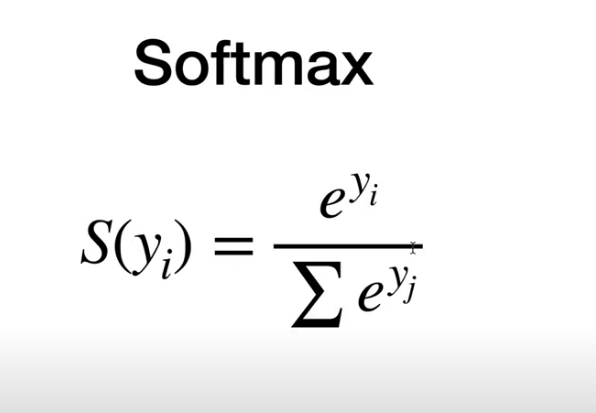 Softmax
S(y_i) = e^{y_i} / ∑ e^{y_j}